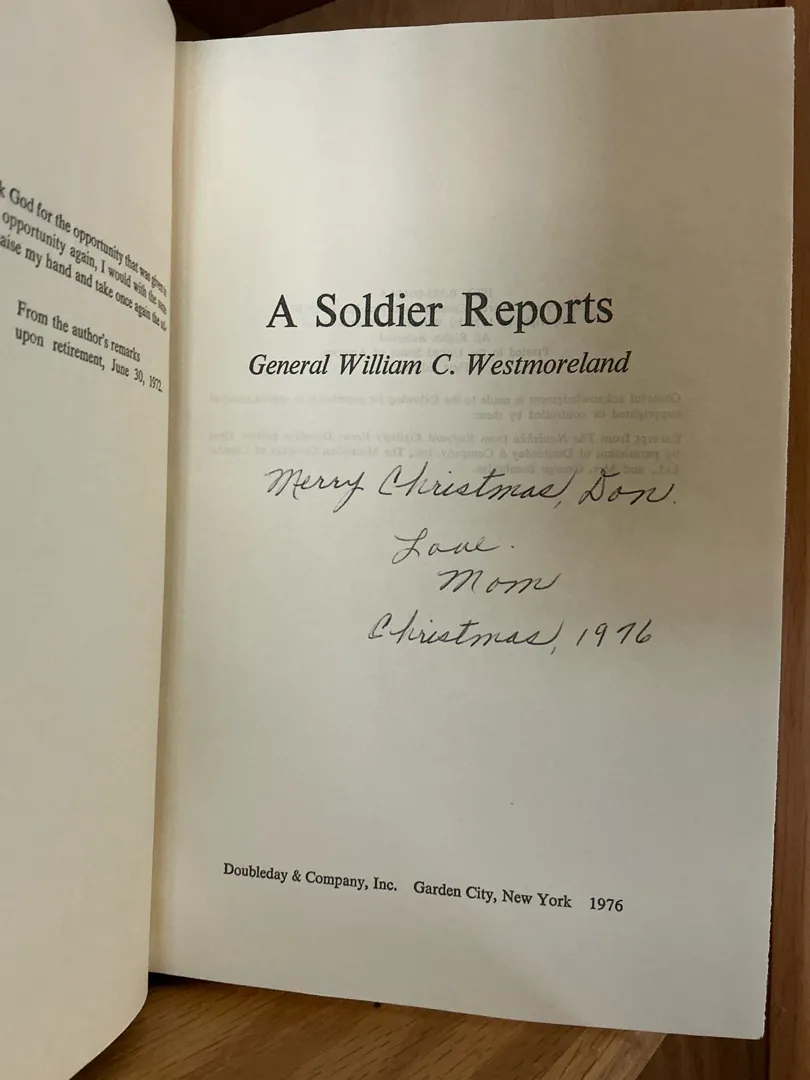 k God for the opportunity that was given
opportunity again, I would with the same
aise my hand and take once again the
From the author's remarks
upon retirement, June 30, 1972.
A Soldier Reports
General William C. Westmoreland
Merry Christmas, Don.
Love.
Mom
Christmas, 1976
Doubleday & Company, Inc. Garden City, New York 1976